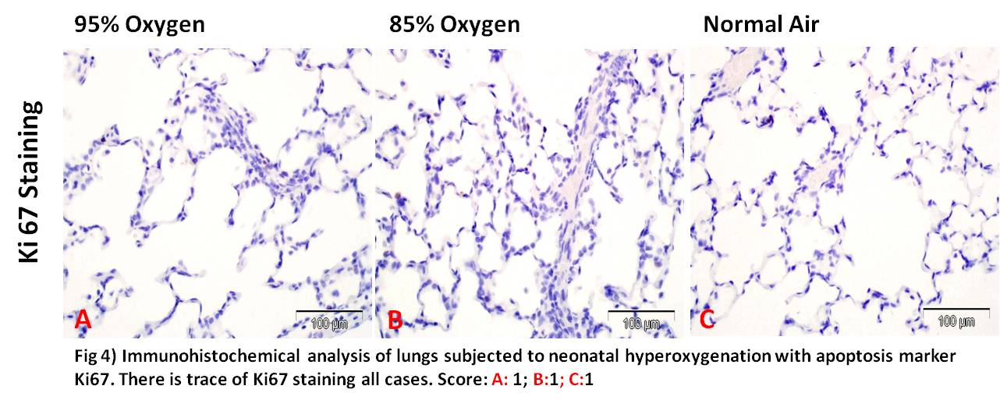 95% Oxygen
85% Oxygen
Normal Air
Ki 67 Staining
A
100 µm
B
100 µm
C
100 µm
Fig 4) Immunohistochemical analysis of lungs subjected to neonatal hyperoxygenation with apoptosis marker
Ki67. There is trace of Ki67 staining all cases. Score: A: 1; B:1; C:1